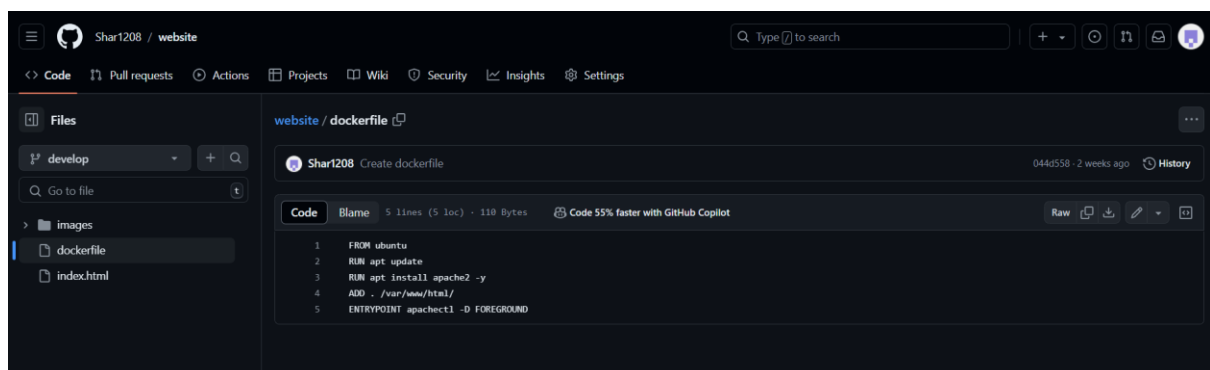 Shar1208 / website
Type / to search
Code Pull requests Actions Projects Wiki Security Insights Settings
Files
website / dockerfile
develop
Shar1208 Create dockerfile
044d558 · 2 weeks ago History
Go to file t
Code Blame 5 lines (5 loc) · 110 Bytes Code 55% faster with GitHub Copilot
Raw
images
dockerfile
index.html
1 FROM ubuntu
2 RUN apt update
3 RUN apt install apache2 -y
4 ADD . /var/www/html/
5 ENTRYPOINT apachectl -D FOREGROUND